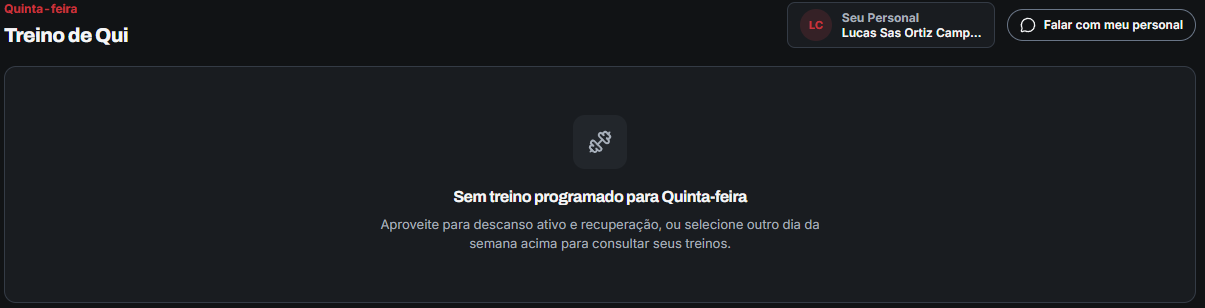 Quinta-feira
Treino de Qui
LC
Seu Personal
Lucas Sas Ortiz Camp...
Falar com meu personal
Sem treino programado para Quinta-feira
Aproveite para descanso ativo e recuperação, ou selecione outro dia da
semana acima para consultar seus treinos.